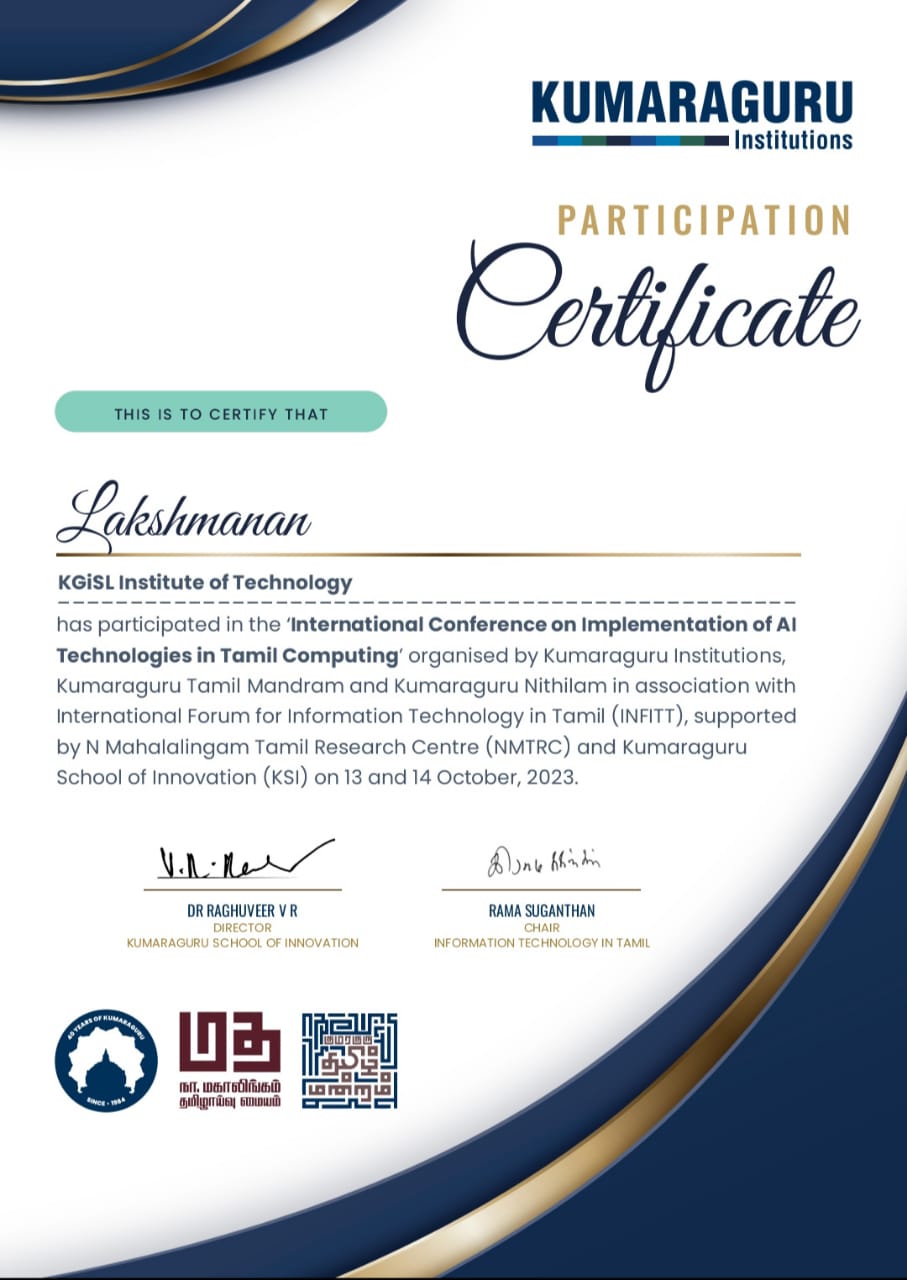 KUMARAGURU
Institutions
PARTICIPATION
Certificate
THIS IS TO CERTIFY THAT
Lakshmanan
KGiSL Institute of Technology
has participated in the ‘International Conference on Implementation of AI
Technologies in Tamil Computing’ organised by Kumaraguru Institutions,
Kumaraguru Tamil Mandram and Kumaraguru Nithilam in association with
International Forum for Information Technology in Tamil (INFITT), supported
by N Mahalalingam Tamil Research Centre (NMTRC) and Kumaraguru
School of Innovation (KSI) on 13 and 14 October, 2023.
DR RAGHUVEER V R
DIRECTOR
KUMARAGURU SCHOOL OF INNOVATION
RAMA SUGANTHAN
CHAIR
INFORMATION TECHNOLOGY IN TAMIL
40 YEARS OF KUMARAGURU
SINCE - 1984
மத
நா. மகாலிங்கம்
தமிழாய்வு மையம்
குமரகுரு
தமிழ்
மன்றம்